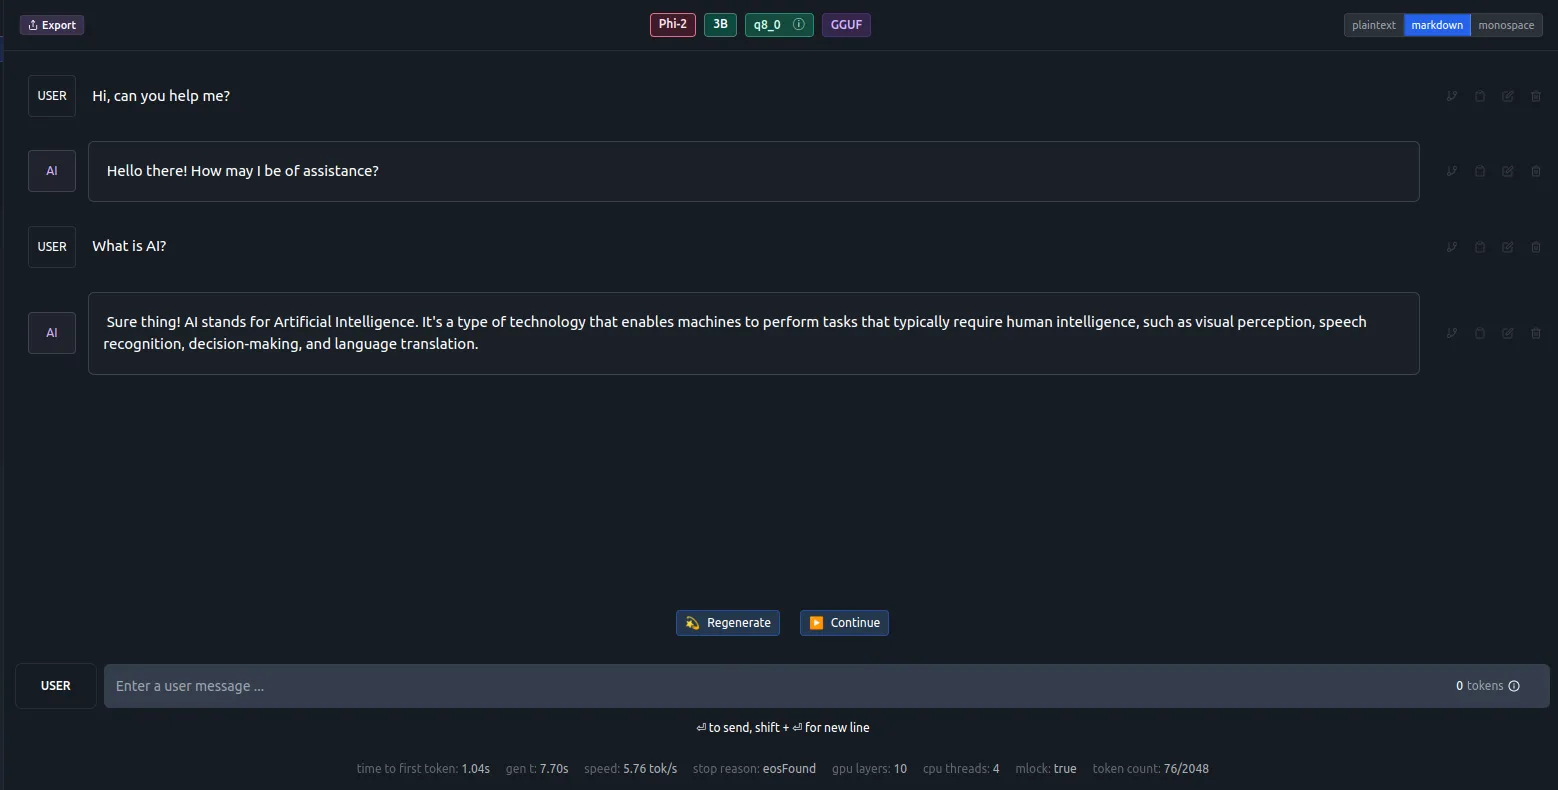 Export
Phi-2 3B q8_0 GGUF
plaintext markdown monospace
USER Hi, can you help me?
AI Hello there! How may I be of assistance?
USER What is AI?
AI Sure thing! AI stands for Artificial Intelligence. It's a type of technology that enables machines to perform tasks that typically require human intelligence, such as visual perception, speech
recognition, decision-making, and language translation.
Regenerate Continue
USER Enter a user message ... 0 tokens
⏎ to send, shift + ⏎ for new line
time to first token: 1.04s gen t: 7.70s speed: 5.76 tok/s stop reason: eosFound gpu layers: 10 cpu threads: 4 mlock: true token count: 76/2048